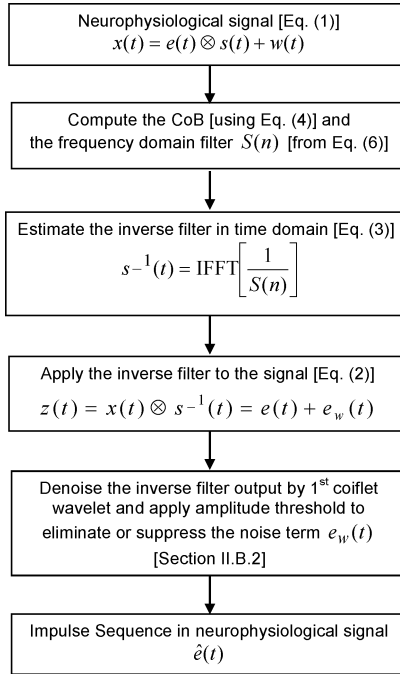 Neurophysiological signal [Eq. (1)]
x(t) = e(t) ⊗ s(t) + w(t)
Compute the CoB [using Eq. (4)] and
the frequency domain filter S(n) [from Eq. (6)]
Estimate the inverse filter in time domain [Eq. (3)]
s⁻¹(t) = IFFT[1/S(n)]
Apply the inverse filter to the signal [Eq. (2)]
z(t) = x(t) ⊗ s⁻¹(t) = e(t) + e_w(t)
Denoise the inverse filter output by 1st coiflet
wavelet and apply amplitude threshold to
eliminate or suppress the noise term e_w(t)
[Section II.B.2]
Impulse Sequence in neurophysiological signal
ê(t)